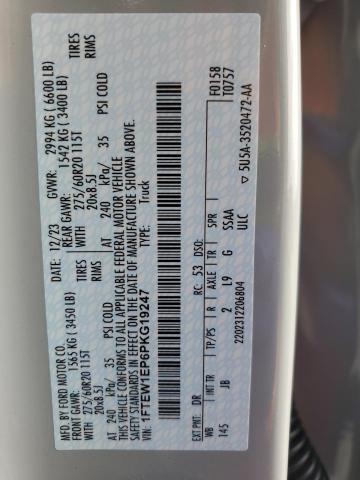 MFD. BY FORD MOTOR CO.
DATE: 12/23 GVWR: 2994 KG ( 6600 LB)
FRONT GAWR: 1565 KG (3450 LB) REAR GAWR: 1542 KG ( 3400 LB)
WITH 275/60R20 115T TIRES WITH 275/60R20 115T TIRES
20x8.5J RIMS 20x8.5J RIMS
AT 240 kPa/ 35 PSI COLD AT 240 kPa/ 35 PSI COLD
THIS VEHICLE CONFORMS TO ALL APPLICABLE FEDERAL MOTOR VEHICLE
SAFETY STANDARDS IN EFFECT ON THE DATE OF MANUFACTURE SHOWN ABOVE.
1FTEW1EP6PKG19247 Truck
F0158
T0757
EXT PNT: DR RC: 53 DSO:
WB INT TR TP/PS R AXLE TR SPR
145 JB 2 L9 G SSAA
ULC
2202312206B04
▽ 5U5A-3520472-AA